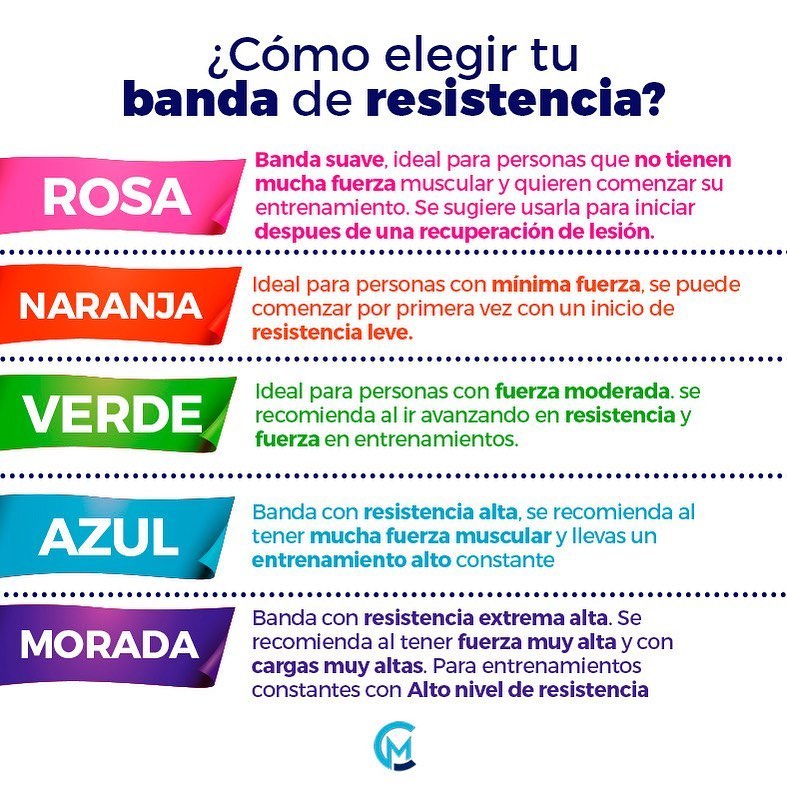 ¿Cómo elegir tu
banda de resistencia?
ROSA
Banda suave, ideal para personas que no tienen
mucha fuerza muscular y quieren comenzar su
entrenamiento. Se sugiere usarla para iniciar
despues de una recuperación de lesión.
NARANJA
Ideal para personas con mínima fuerza, se puede
comenzar por primera vez con un inicio de
resistencia leve.
VERDE
Ideal para personas con fuerza moderada. se
recomienda al ir avanzando en resistencia y
fuerza en entrenamientos.
AZUL
Banda con resistencia alta, se recomienda al
tener mucha fuerza muscular y llevas un
entrenamiento alto constante
MORADA
Banda con resistencia extrema alta. Se
recomienda al tener fuerza muy alta y con
cargas muy altas. Para entrenamientos
constantes con Alto nivel de resistencia
CM